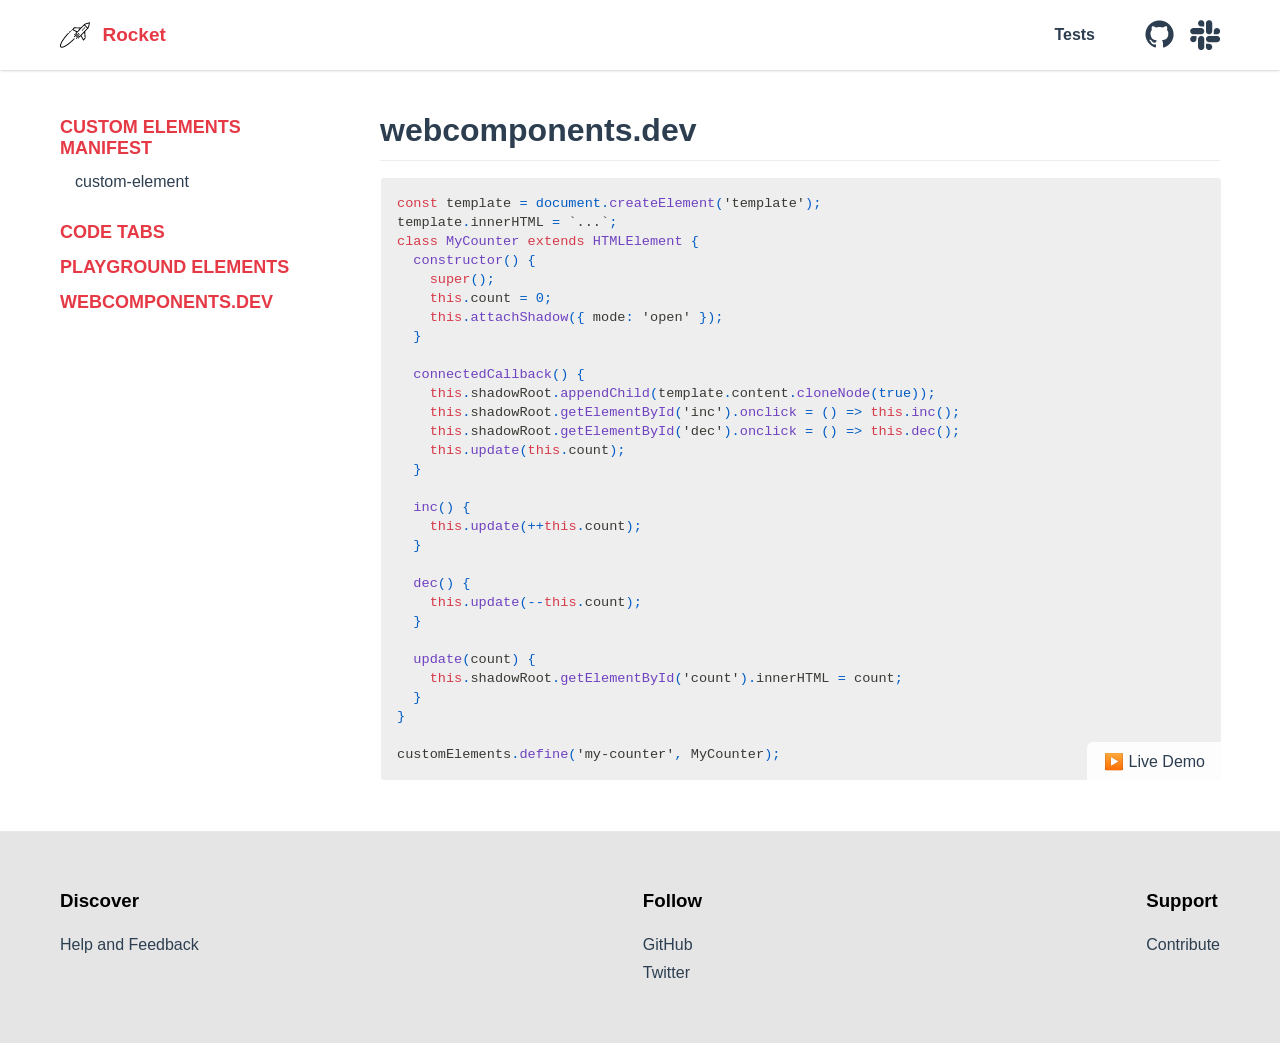 Rocket
Tests
CUSTOM ELEMENTS
MANIFEST
custom-element
CODE TABS
PLAYGROUND ELEMENTS
WEBCOMPONENTS.DEV
webcomponents.dev
const template = document.createElement('template');
template.innerHTML = `...`;
class MyCounter extends HTMLElement {
  constructor() {
    super();
    this.count = 0;
    this.attachShadow({ mode: 'open' });
  }

  connectedCallback() {
    this.shadowRoot.appendChild(template.content.cloneNode(true));
    this.shadowRoot.getElementById('inc').onclick = () => this.inc();
    this.shadowRoot.getElementById('dec').onclick = () => this.dec();
    this.update(this.count);
  }

  inc() {
    this.update(++this.count);
  }

  dec() {
    this.update(--this.count);
  }

  update(count) {
    this.shadowRoot.getElementById('count').innerHTML = count;
  }
}

customElements.define('my-counter', MyCounter);
▶️ Live Demo
Discover
Help and Feedback
Follow
GitHub
Twitter
Support
Contribute